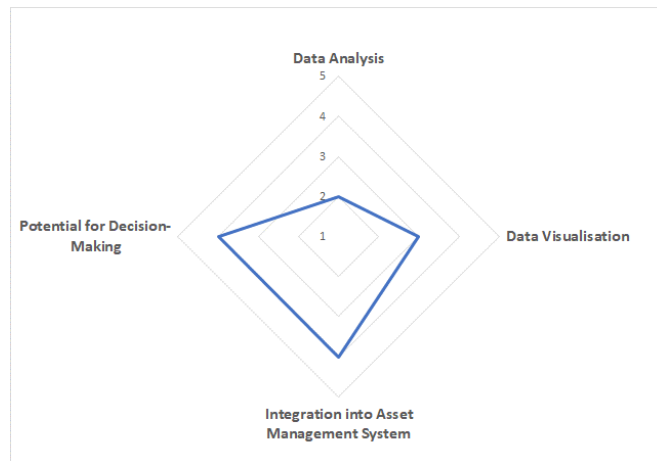 Data Analysis
5
4
3
2
1
Potential for Decision-
Making
Data Visualisation
Integration into Asset
Management System